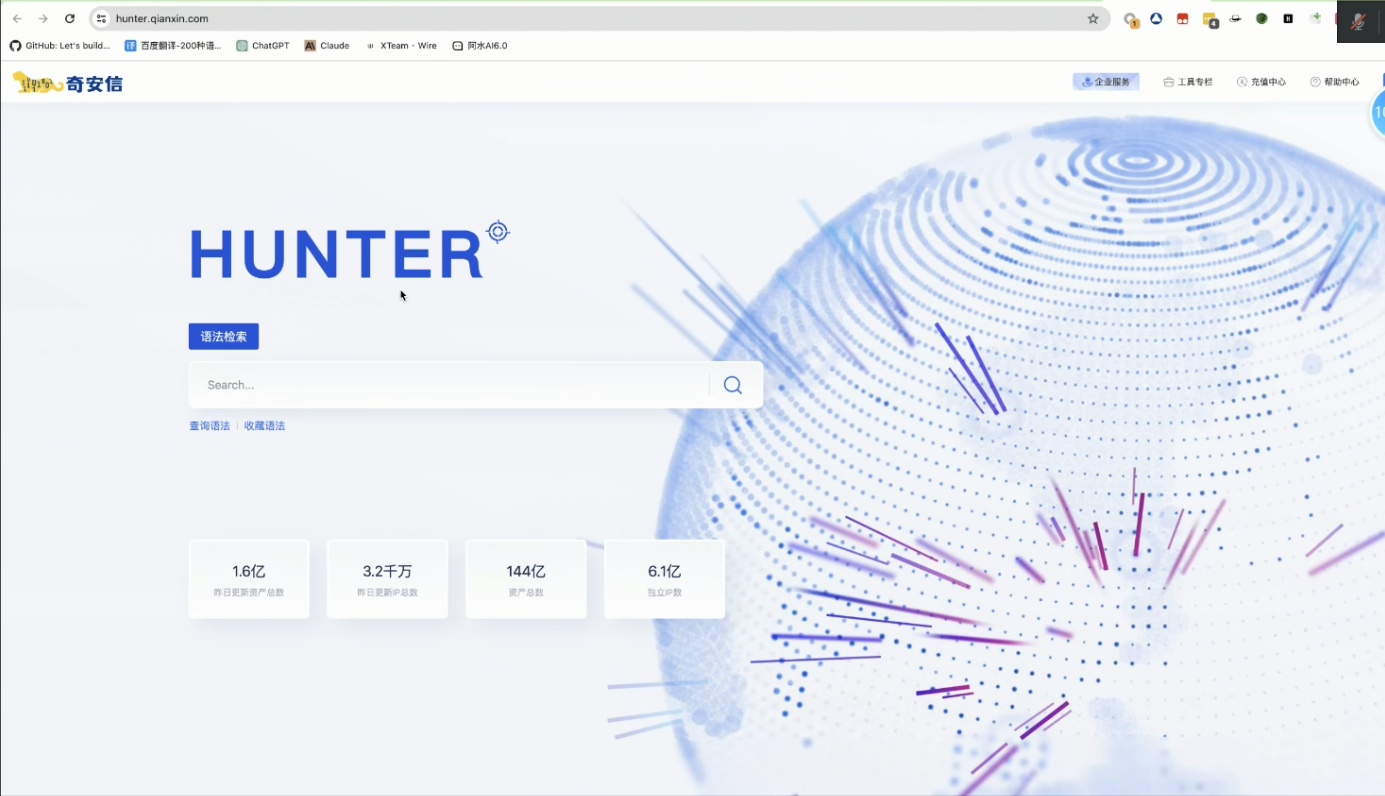 hunter.qianxin.com
GitHub: Let's build... 百度翻译-200种语... ChatGPT Claude XTeam · Wire 阿水AI6.0
奇安信 企业服务 工具专栏 充值中心 帮助中心
HUNTER
语法检索
Search...
查询语法 收藏语法
1.6亿 3.2千万 144亿 6.1亿
昨日更新资产总数 昨日更新IP总数 资产总数 独立IP数